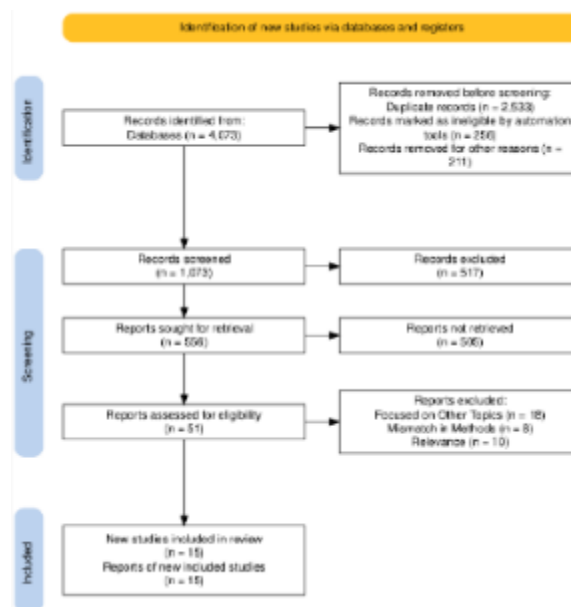 Identification of new studies via databases and registers
Identification
Records identified from:
Databases (n = 4,073)
Records removed before screening:
Duplicate records (n = 2,533)
Records marked as ineligible by automation
tools (n = 256)
Records removed for other reasons (n =
211)
Screening
Records screened
(n = 1,073)
Records excluded
(n = 517)
Reports sought for retrieval
(n = 556)
Reports not retrieved
(n = 505)
Reports assessed for eligibility
(n = 51)
Reports excluded:
Focused on Other Topics (n = 18)
Mismatch in Methods (n = 8)
Relevance (n = 10)
Included
New studies included in review
(n = 15)
Reports of new included studies
(n = 15)